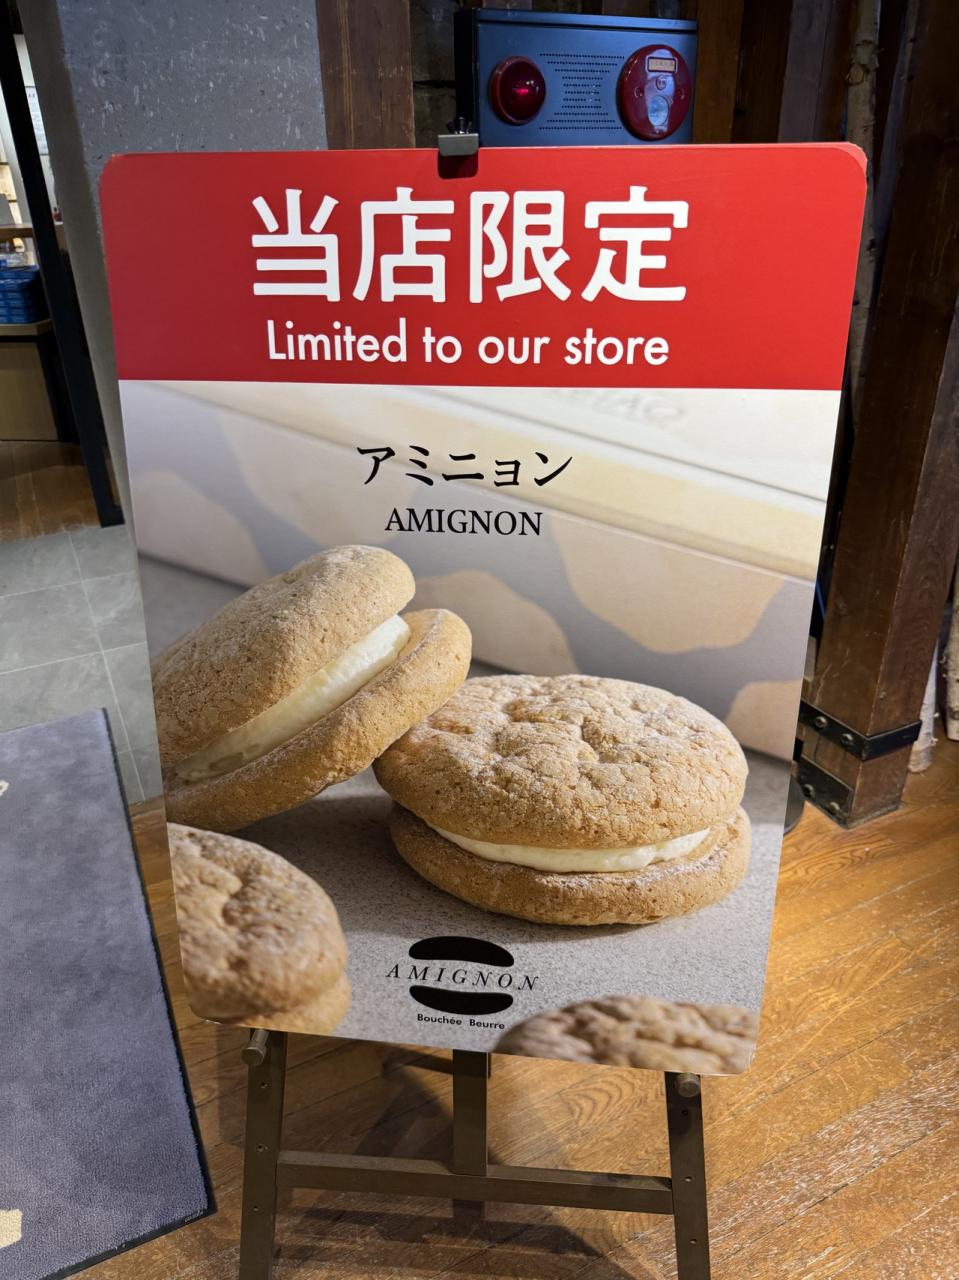 当店限定
Limited to our store
アミニョン
AMIGNON
AMIGNON
Bouchée Beurre